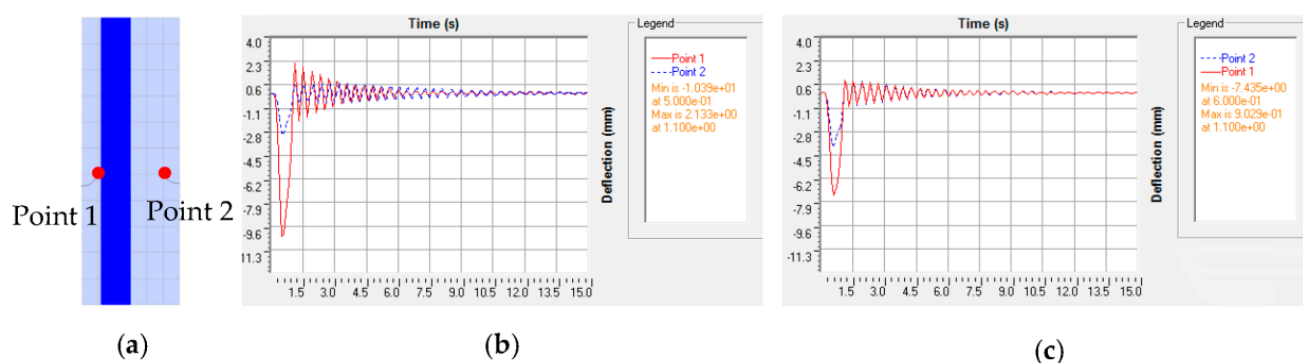 Point 1
Point 2
(a)
Time (s)
4.0
2.3
0.6
-1.1
-2.8
-4.5
-6.2
-7.9
-9.6
11.3
1.5 3.0 4.5 6.0 7.5 9.0 10.5 12.0 13.5 15.0
Deflection (mm)
Legend
Point 1
Point 2
Min is -1.039e+01
at 5.000e-01
Max is 2.133e+00
at 1.100e+00
(b)
Time (s)
4.0
2.3
0.6
-1.1
-2.8
-4.5
-6.2
-7.9
-9.6
-11.3
1.5 3.0 4.5 6.0 7.5 9.0 10.5 12.0 13.5 15.0
Deflection (mm)
Legend
Point 2
Point 1
Min is -7.435e+00
at 6.000e-01
Max is 9.029e-01
at 1.100e+00
(c)